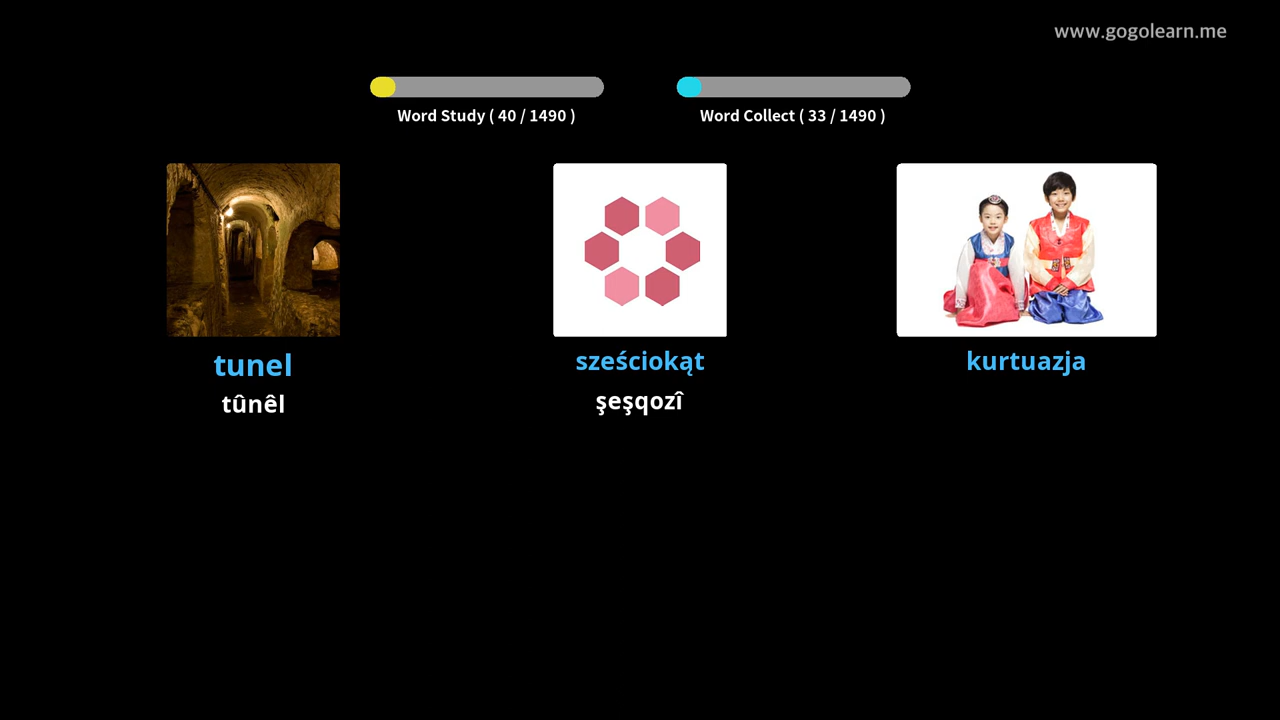 www.gogolearn.me
Word Study ( 40 / 1490 )
Word Collect ( 33 / 1490 )
tunel
sześciokąt
kurtuazja
tûnêl
şeşqozî